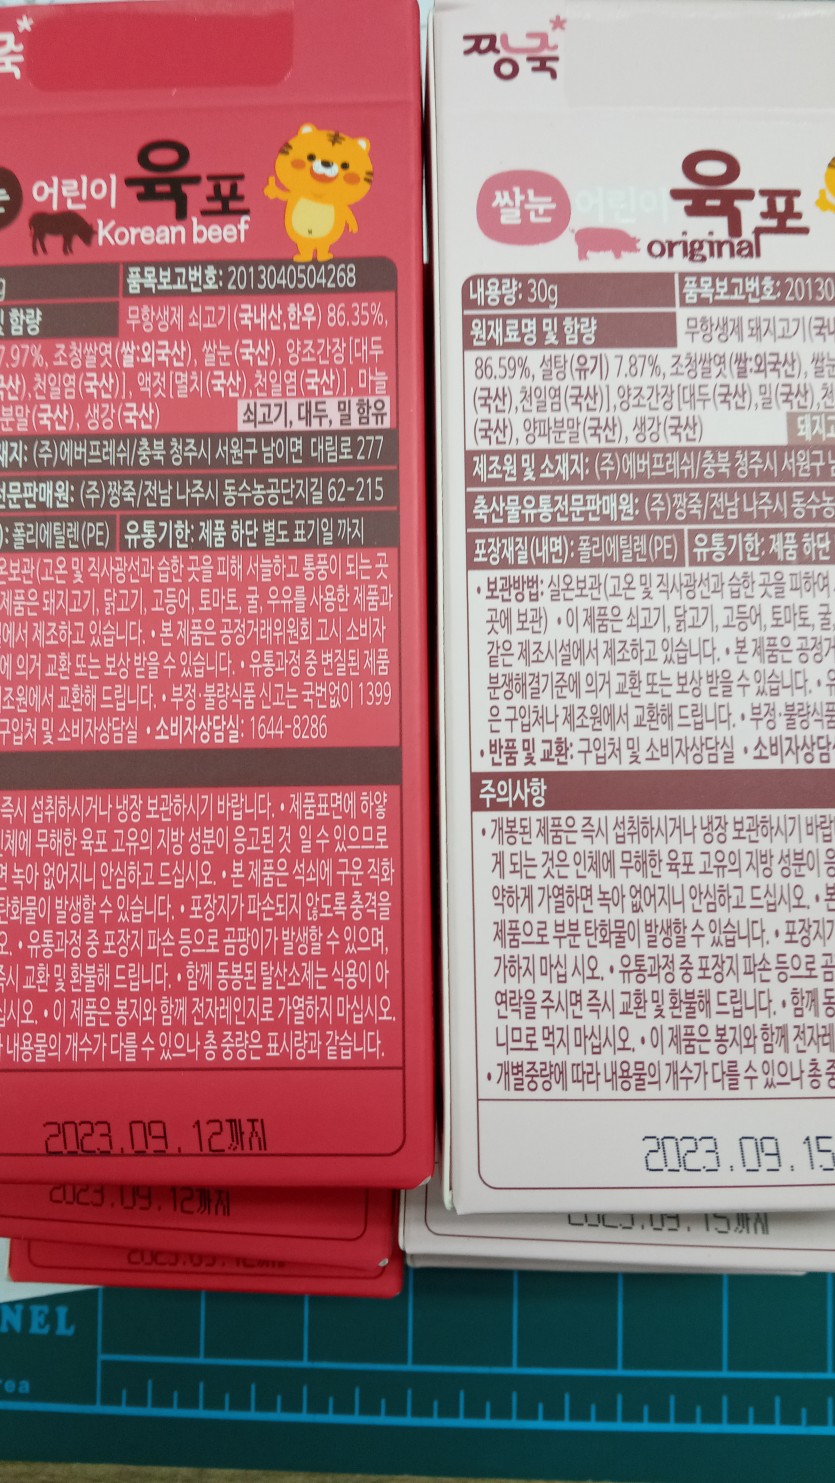 죽*
눈 어린이 육포
Korean beef
g 품목보고번호: 2013040504268
및 함량 무항생제 쇠고기(국내산,한우) 86.35%,
7.97%, 조청쌀엿(쌀:외국산), 쌀눈(국산), 양조간장[대두
국산),천일염(국산)], 액젓[멸치(국산),천일염(국산)], 마늘
분말(국산), 생강(국산) 쇠고기, 대두, 밀 함유
재지: (주)에버프레쉬/충북 청주시 서원구 남이면 대림로 277
전문판매원: (주)짱죽/전남 나주시 동수농공단지길 62-215
): 폴리에틸렌(PE) 유통기한: 제품 하단 별도 표기일 까지
온보관(고온 및 직사광선과 습한 곳을 피해 서늘하고 통풍이 되는 곳
제품은 돼지고기, 닭고기, 고등어, 토마토, 굴, 우유를 사용한 제품과
에서 제조하고 있습니다. • 본 제품은 공정거래위원회 고시 소비자
에 의거 교환 또는 보상 받을 수 있습니다. • 유통과정 중 변질된 제품
조원에서 교환해 드립니다. • 부정·불량식품 신고는 국번없이 1399
구입처 및 소비자상담실 • 소비자상담실: 1644-8286
즉시 섭취하시거나 냉장 보관하시기 바랍니다. • 제품표면에 하얗
인체에 무해한 육포 고유의 지방 성분이 응고된 것 일 수 있으므로
면 녹아 없어지니 안심하고 드십시오. • 본 제품은 석쇠에 구운 직화
탄화물이 발생할 수 있습니다. • 포장지가 파손되지 않도록 충격을
오. • 유통과정 중 포장지 파손 등으로 곰팡이가 발생할 수 있으며,
즉시 교환 및 환불해 드립니다. • 함께 동봉된 탈산소제는 식용이 아
십시오. • 이 제품은 봉지와 함께 전자레인지로 가열하지 마십시오.
내용물의 개수가 다를 수 있으나 총 중량은 표시량과 같습니다.
2023.09.12까지
2023.09.12까지
2023.09.12까지
짱죽*
쌀눈 어린이 육포
original
내용량: 30g 품목보고번호: 20130
원재료명 및 함량 무항생제 돼지고기(국
86.59%, 설탕(유기) 7.87%, 조청쌀엿(쌀:외국산), 쌀눈
(국산),천일염(국산)],양조간장[대두(국산),밀(국산),천
(국산), 양파분말(국산), 생강(국산) 돼지고
제조원 및 소재지: (주)에버프레쉬/충북 청주시 서원구 남
축산물유통전문판매원: (주)짱죽/전남 나주시 동수농
포장재질(내면): 폴리에틸렌(PE) 유통기한: 제품 하단
• 보관방법: 실온보관(고온 및 직사광선과 습한 곳을 피하여
곳에 보관) • 이 제품은 쇠고기, 닭고기, 고등어, 토마토, 굴,
같은 제조시설에서 제조하고 있습니다. • 본 제품은 공정거
분쟁해결기준에 의거 교환 또는 보상 받을 수 있습니다. • 유
은 구입처나 제조원에서 교환해 드립니다. • 부정·불량식품
• 반품 및 교환: 구입처 및 소비자상담실 • 소비자상담
주의사항
• 개봉된 제품은 즉시 섭취하시거나 냉장 보관하시기 바랍
게 되는 것은 인체에 무해한 육포 고유의 지방 성분이 응
약하게 가열하면 녹아 없어지니 안심하고 드십시오. • 본
제품으로 부분 탄화물이 발생할 수 있습니다. • 포장지가
가하지 마십 시오. • 유통과정 중 포장지 파손 등으로 곰
연락을 주시면 즉시 교환 및 환불해 드립니다. • 함께 동
니므로 먹지 마십시오. • 이 제품은 봉지와 함께 전자레
• 개별중량에 따라 내용물의 개수가 다를 수 있으나 총 중
2023.09.15
2023.09.15까지
NEL
rea